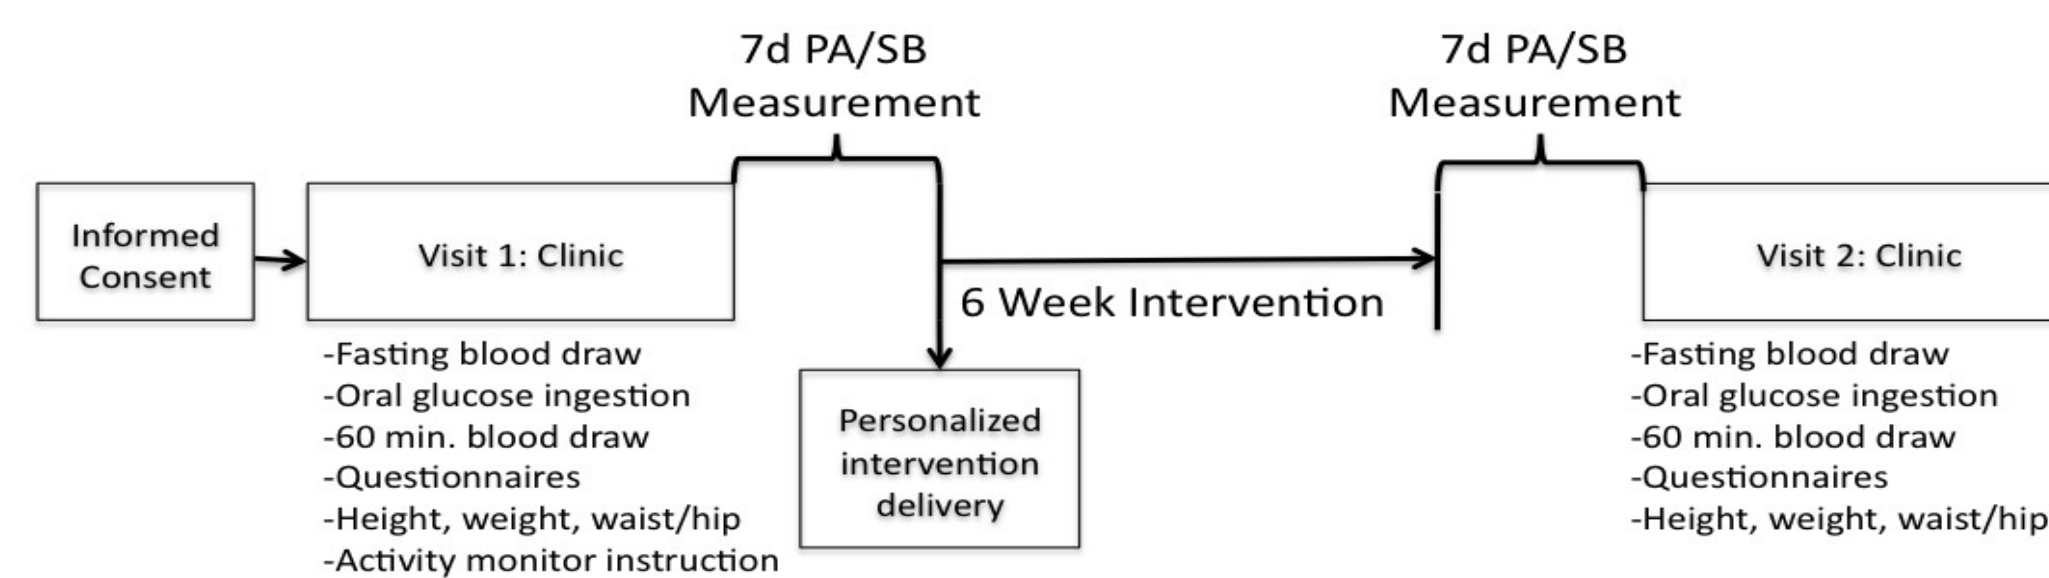 7d PA/SB
Measurement
7d PA/SB
Measurement
Informed
Consent
Visit 1: Clinic
6 Week Intervention
Visit 2: Clinic
-Fasting blood draw
-Oral glucose ingestion
-60 min. blood draw
-Questionnaires
-Height, weight, waist/hip
-Activity monitor instruction
Personalized
intervention
delivery
-Fasting blood draw
-Oral glucose ingestion
-60 min. blood draw
-Questionnaires
-Height, weight, waist/hip